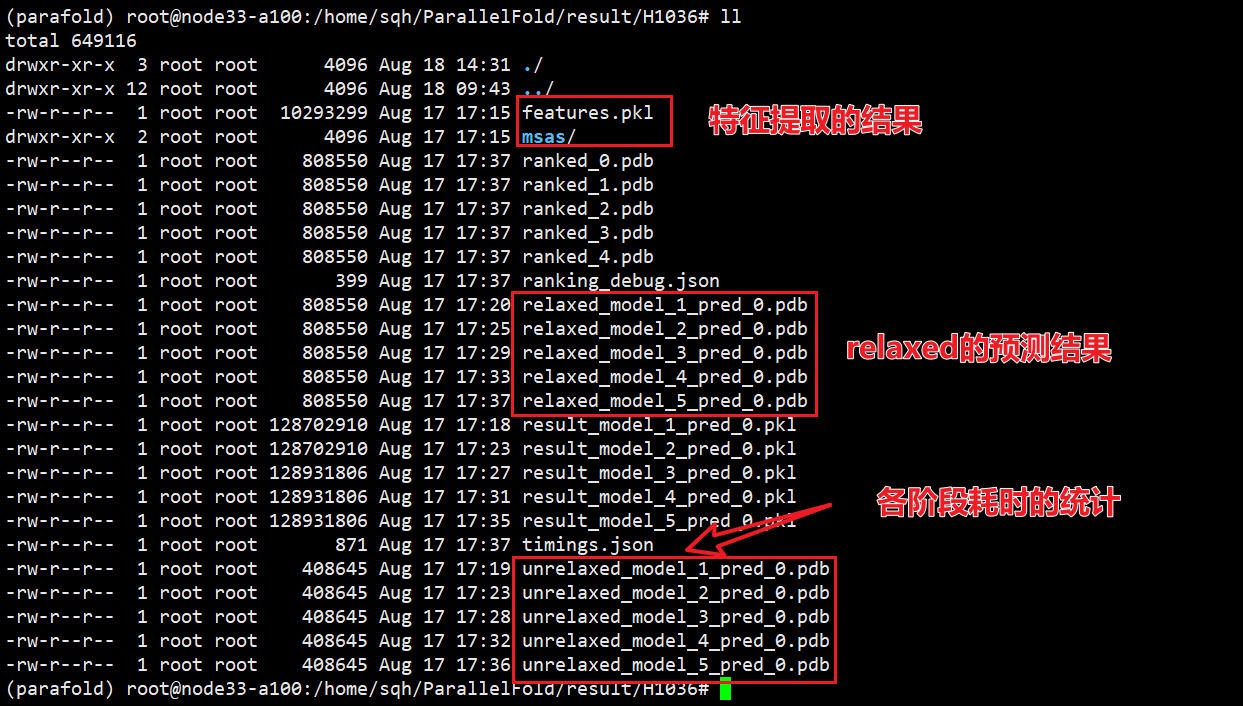 (parafold) root@node33-a100:/home/sqh/ParallelFold/result/H1036# ll
total 649116
drwxr-xr-x  3 root root      4096 Aug 18 14:31 ./
drwxr-xr-x 12 root root      4096 Aug 18 09:43 ../
-rw-r--r--  1 root root  10293299 Aug 17 17:15 features.pkl
特征提取的结果
drwxr-xr-x  2 root root      4096 Aug 17 17:15 msas/
-rw-r--r--  1 root root    808550 Aug 17 17:37 ranked_0.pdb
-rw-r--r--  1 root root    808550 Aug 17 17:37 ranked_1.pdb
-rw-r--r--  1 root root    808550 Aug 17 17:37 ranked_2.pdb
-rw-r--r--  1 root root    808550 Aug 17 17:37 ranked_3.pdb
-rw-r--r--  1 root root    808550 Aug 17 17:37 ranked_4.pdb
-rw-r--r--  1 root root       399 Aug 17 17:37 ranking_debug.json
-rw-r--r--  1 root root    808550 Aug 17 17:20 relaxed_model_1_pred_0.pdb
-rw-r--r--  1 root root    808550 Aug 17 17:25 relaxed_model_2_pred_0.pdb
-rw-r--r--  1 root root    808550 Aug 17 17:29 relaxed_model_3_pred_0.pdb
relaxed的预测结果
-rw-r--r--  1 root root    808550 Aug 17 17:33 relaxed_model_4_pred_0.pdb
-rw-r--r--  1 root root    808550 Aug 17 17:37 relaxed_model_5_pred_0.pdb
-rw-r--r--  1 root root 128702910 Aug 17 17:18 result_model_1_pred_0.pkl
-rw-r--r--  1 root root 128702910 Aug 17 17:23 result_model_2_pred_0.pkl
-rw-r--r--  1 root root 128931806 Aug 17 17:27 result_model_3_pred_0.pkl
-rw-r--r--  1 root root 128931806 Aug 17 17:31 result_model_4_pred_0.pkl
各阶段耗时的统计
-rw-r--r--  1 root root 128931806 Aug 17 17:35 result_model_5_pred_0.pkl
-rw-r--r--  1 root root       871 Aug 17 17:37 timings.json
-rw-r--r--  1 root root    408645 Aug 17 17:19 unrelaxed_model_1_pred_0.pdb
-rw-r--r--  1 root root    408645 Aug 17 17:23 unrelaxed_model_2_pred_0.pdb
-rw-r--r--  1 root root    408645 Aug 17 17:28 unrelaxed_model_3_pred_0.pdb
-rw-r--r--  1 root root    408645 Aug 17 17:32 unrelaxed_model_4_pred_0.pdb
-rw-r--r--  1 root root    408645 Aug 17 17:36 unrelaxed_model_5_pred_0.pdb
(parafold) root@node33-a100:/home/sqh/ParallelFold/result/H1036#